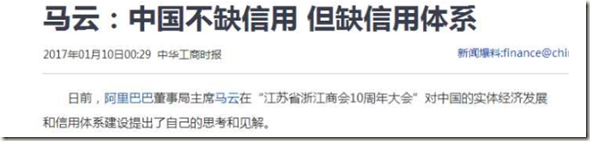 马云：中国不缺信用 但缺信用体系
2017年01月10日00:29 中华工商时报 新闻爆料:finance@chin
日前，阿里巴巴董事局主席马云在“江苏省浙江商会10周年大会”对中国的实体经济发展
和信用体系建设提出了自己的思考和见解。